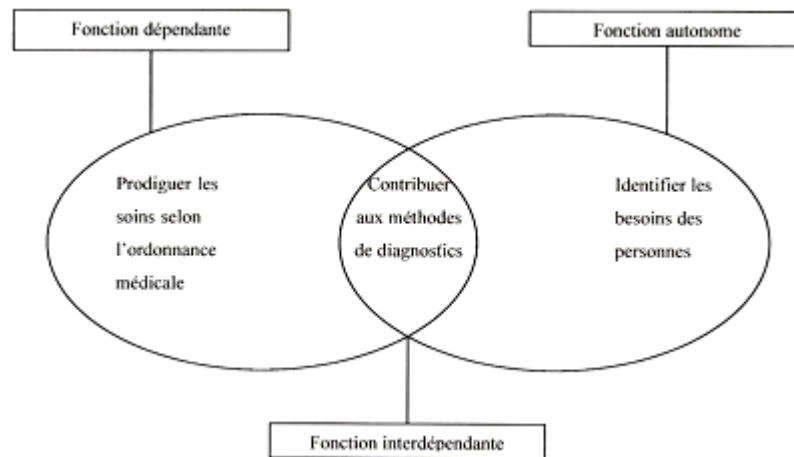 Fonction dépendante
Fonction autonome
Prodiguer les
soins selon
l'ordonnance
médicale
Contribuer
aux méthodes
de diagnostics
Identifier les
besoins des
personnes
Fonction interdépendante